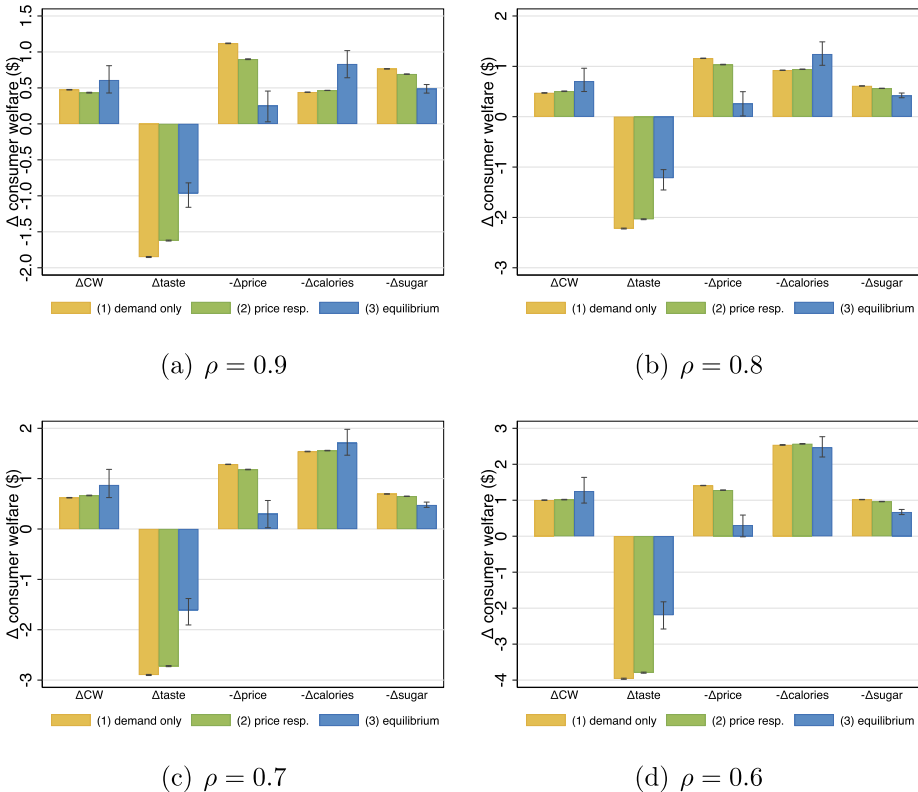 Δ consumer welfare ($)
1.5
1.0
0.5
0.0
-0.5
-1.0
-1.5
-2.0
ΔCW Δtaste -Δprice -Δcalories -Δsugar
(1) demand only (2) price resp. (3) equilibrium
(a) ρ = 0.9
Δ consumer welfare ($)
2
1
0
-1
-2
-3
ΔCW Δtaste -Δprice -Δcalories -Δsugar
(1) demand only (2) price resp. (3) equilibrium
(b) ρ = 0.8
Δ consumer welfare ($)
2
1
0
-1
-2
-3
ΔCW Δtaste -Δprice -Δcalories -Δsugar
(1) demand only (2) price resp. (3) equilibrium
(c) ρ = 0.7
Δ consumer welfare ($)
3
2
1
0
-1
-2
-3
-4
ΔCW Δtaste -Δprice -Δcalories -Δsugar
(1) demand only (2) price resp. (3) equilibrium
(d) ρ = 0.6